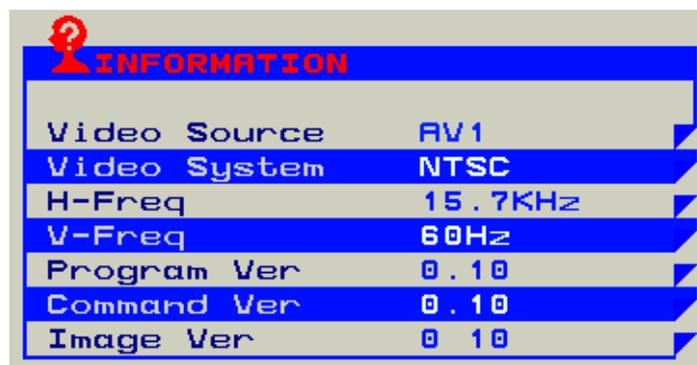 ?
INFORMATION
Video Source AV1
Video System NTSC
H-Freq 15.7KHz
V-Freq 60Hz
Program Ver 0.10
Command Ver 0.10
Image Ver 0 10